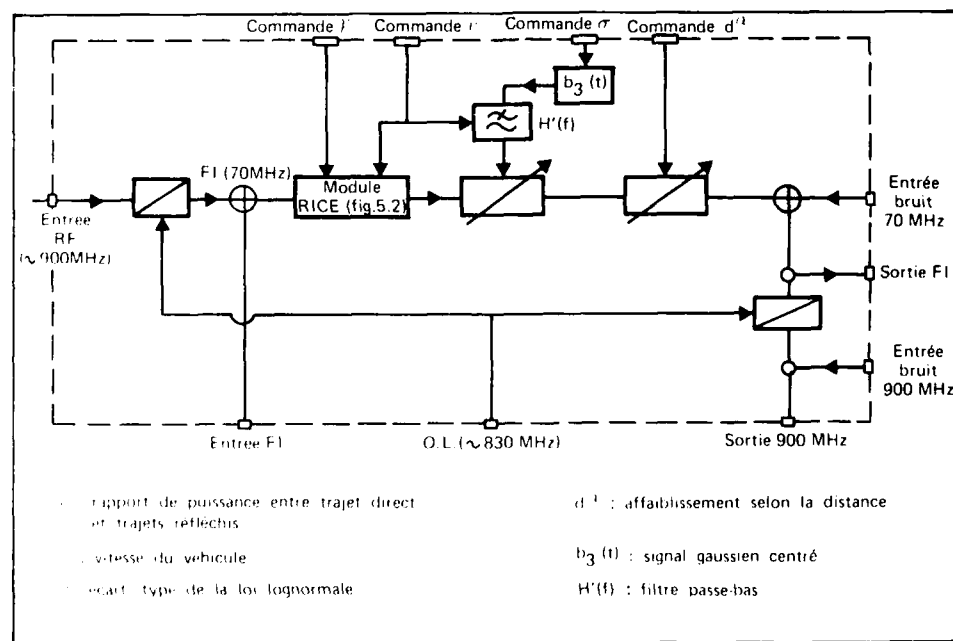 Commande
Commande
Commande σ
Commande d
b3 (t)
H'(f)
FI (70MHz)
Module
RICE (fig.5.2)
Entrée
RF
(~900MHz)
Entrée
bruit
70 MHz
Sortie FI
Entrée
bruit
900 MHz
Entrée FI
O.L. (~830 MHz)
Sortie 900 MHz
rapport de puissance entre trajet direct
et trajets réfléchis
vitesse du véhicule
écart type de la loi lognormale
d : affaiblissement selon la distance
b3 (t) : signal gaussien centré
H'(f) : filtre passe-bas